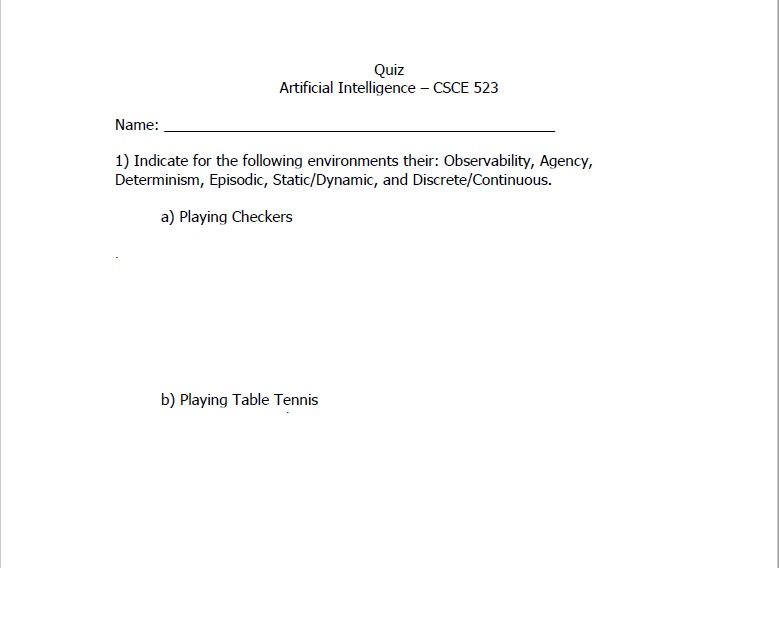 Quiz
Artificial Intelligence – CSCE 523
Name: ___________________________________________
1) Indicate for the following environments their: Observability, Agency,
Determinism, Episodic, Static/Dynamic, and Discrete/Continuous.
a) Playing Checkers
b) Playing Table Tennis